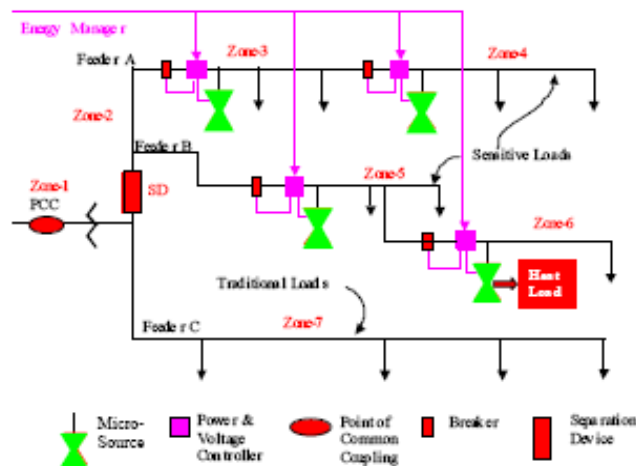 Energy Manager
Feeder A
Zone-3
Zone-4
Zone-2
Feeder B
Sensitive Loads
Zone-5
Zone-1
PCC
SD
Zone-6
Traditional Loads
Heat
Load
Feeder C
Zone-7
Micro-
Source
Power &
Voltage
Controller
Point of
Common
Coupling
Breaker
Separation
Device